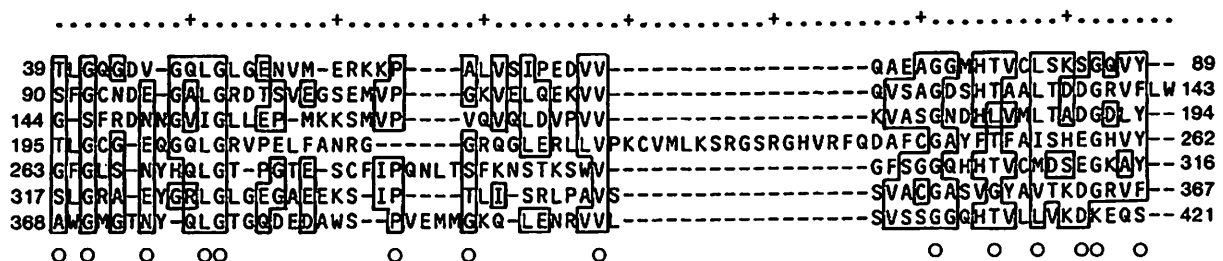 .........+.........+.........+.........+.........+.........+.........+.......
39 TLGQGDV-GQLGLGENVM-ERKKP----ALVSIPEDVV------------------QAEAGGMHTVCLSKSGQVY-- 89
90 SFGCNDE-GALGRDTSVEGSEMVP----GKVELQEKVV------------------QVSAGDSHTAALTDDGRVFLW 143
144 G-SFRDNNGVIGLLEP-MKKSMVP----VQVQLDVPVV------------------KVASGNDHLVMLTADGDLY-- 194
195 TLGCG-EQGQLGRVPELFANRG------GRQGLERLLVPKCVMLKSRGSRGHVRFQDAFCGAYFTFAISHEGHVY-- 262
263 GFGLS-NYHQLGT-PGTE-SCFIPQNLTSFKNSTKSWV------------------GFSGGQHHTVCMDSEGKAY-- 316
317 SLGRA-EYGRLGLGEGAEEKS-IP----TLI-SRLPAVS-----------------SVACGASVGYAVTKDGRVF-- 367
368 AWGMGTNY-QLGTGQDEDAWS--PVEMMGKQ-LENRVVL-----------------SVSSGGQHTVLLVKDKEQS-- 421